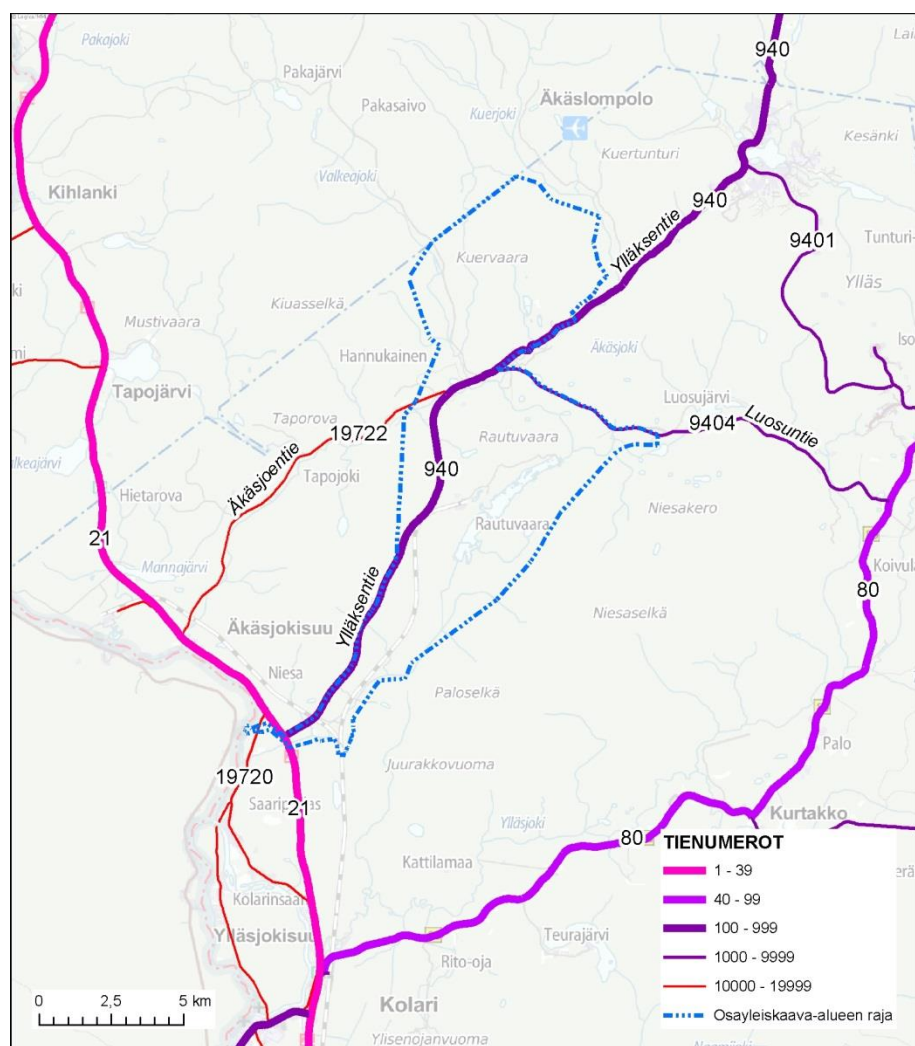 940
Pakajoki
Pakajärvi
Pakasaivo
Kuerjoki
Äkäslompolo
Kesänki
Kuertunturi
Valkeajoki
Kihlanki
940
Ylläksentie
9401
Tunturi-
Ylläs
Kuervaara
Kiuasselkä
Mustivaara
Hannukainen
Äkäsjoki
Tapojärvi
Taporova
19722
Luosujärvi
9404
Luosuntie
Rautuvaara
Äkäsjoentie
Tapojoki
940
Hietarova
Rautuvaara
Niesakero
21
Koivula
Mannajärvi
80
Ylläksentie
Äkäsjokisuu
Niesaselkä
Niesa
Paloselkä
Palo
19720
Juurakkovuoma
21
Ylläsjoki
Kurtakko
80
Kattilamaa
Kolarinsaari
Ylläsjokisuu
Teurajärvi
Rito-oja
Kolari
Ylisenojanvuoma
TIENUMEROT
1 - 39
40 - 99
100 - 999
1000 - 9999
10000 - 19999
Osayleiskaava-alueen raja
0 2,5 5 km